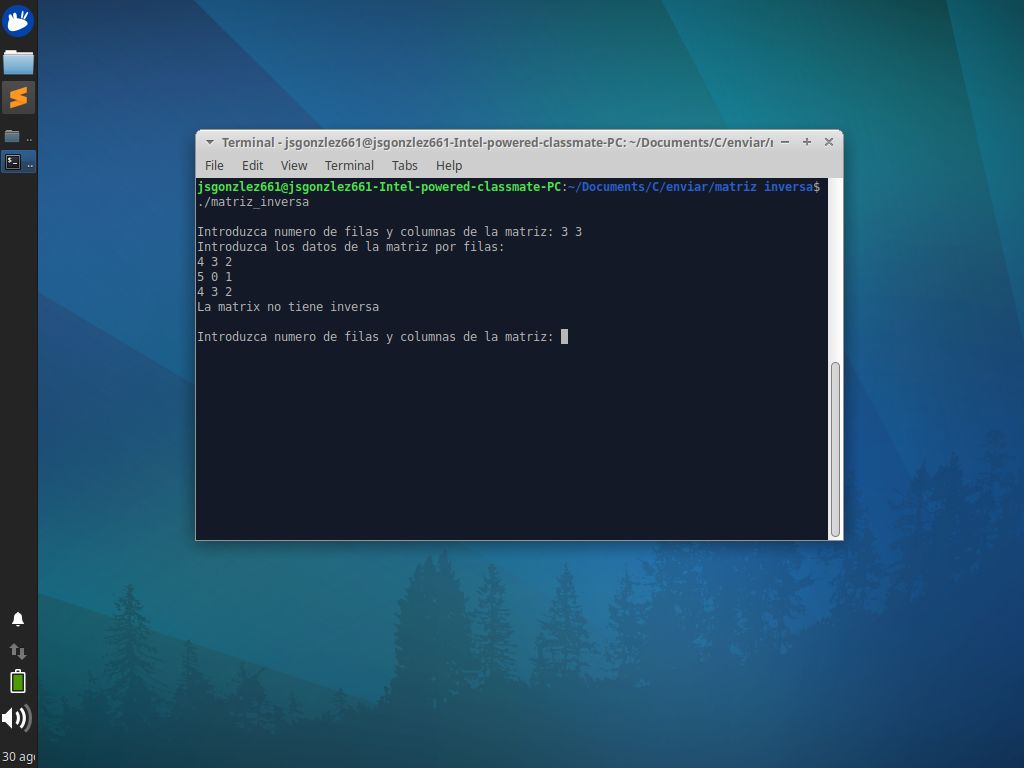 Terminal - jsgonzlez661@jsgonzlez661-Intel-powered-classmate-PC: ~/Documents/C/enviar/
File Edit View Terminal Tabs Help
jsgonzlez661@jsgonzlez661-Intel-powered-classmate-PC:~/Documents/C/enviar/matriz inversa$
./matriz_inversa
Introduzca numero de filas y columnas de la matriz: 3 3
Introduzca los datos de la matriz por filas:
4 3 2
5 0 1
4 3 2
La matrix no tiene inversa
Introduzca numero de filas y columnas de la matriz:
..
..
30 ago